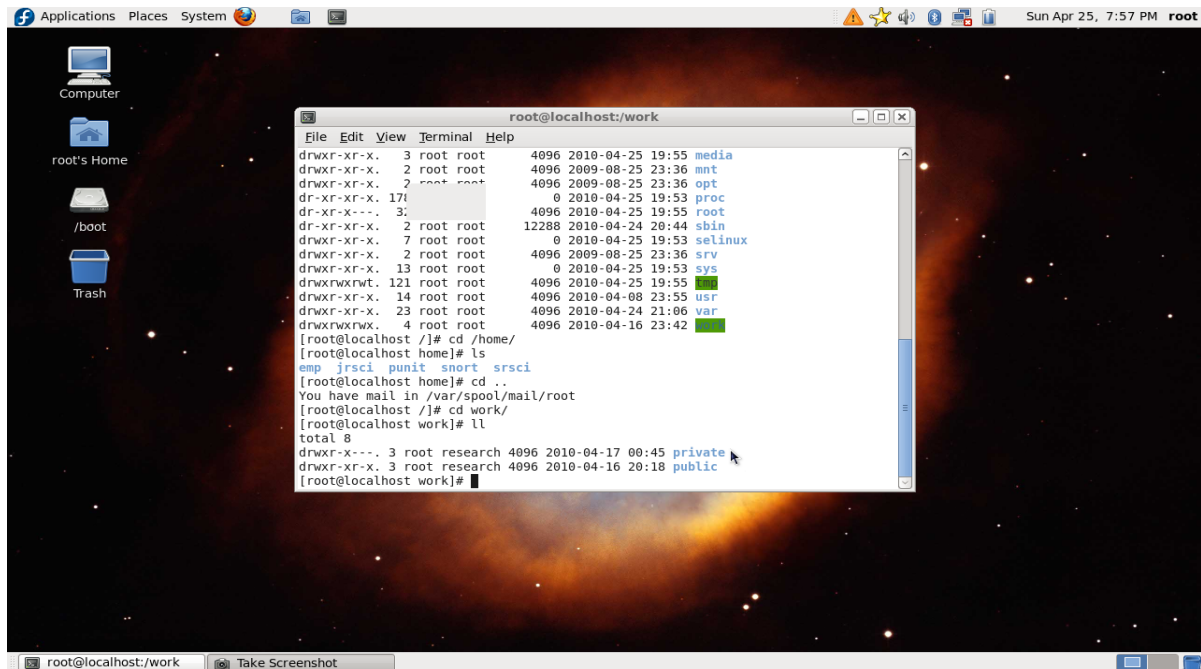 Applications Places System Sun Apr 25, 7:57 PM root
Computer
root's Home
/boot
Trash
root@localhost:/work
File Edit View Terminal Help
drwxr-xr-x. 3 root root 4096 2010-04-25 19:55 media
drwxr-xr-x. 2 root root 4096 2009-08-25 23:36 mnt
drwxr-xr-x. 2 root root 4096 2009-08-25 23:36 opt
dr-xr-xr-x. 0 2010-04-25 19:53 proc
dr-xr-x---. 4096 2010-04-25 19:55 root
dr-xr-xr-x. 2 root root 12288 2010-04-24 20:44 sbin
drwxr-xr-x. 7 root root 0 2010-04-25 19:53 selinux
drwxr-xr-x. 2 root root 4096 2009-08-25 23:36 srv
drwxr-xr-x. 13 root root 0 2010-04-25 19:53 sys
drwxrwxrwt. 121 root root 4096 2010-04-25 19:55 tmp
drwxr-xr-x. 14 root root 4096 2010-04-08 23:55 usr
drwxr-xr-x. 23 root root 4096 2010-04-24 21:06 var
drwxrwxrwx. 4 root root 4096 2010-04-16 23:42 work
[root@localhost /]# cd /home/
[root@localhost home]# ls
emp jrsci punit snort srsci
[root@localhost home]# cd ..
You have mail in /var/spool/mail/root
[root@localhost /]# cd work/
[root@localhost work]# ll
total 8
drwxr-x---. 3 root research 4096 2010-04-17 00:45 private
drwxr-xr-x. 3 root research 4096 2010-04-16 20:18 public
[root@localhost work]#
root@localhost:/work Take Screenshot